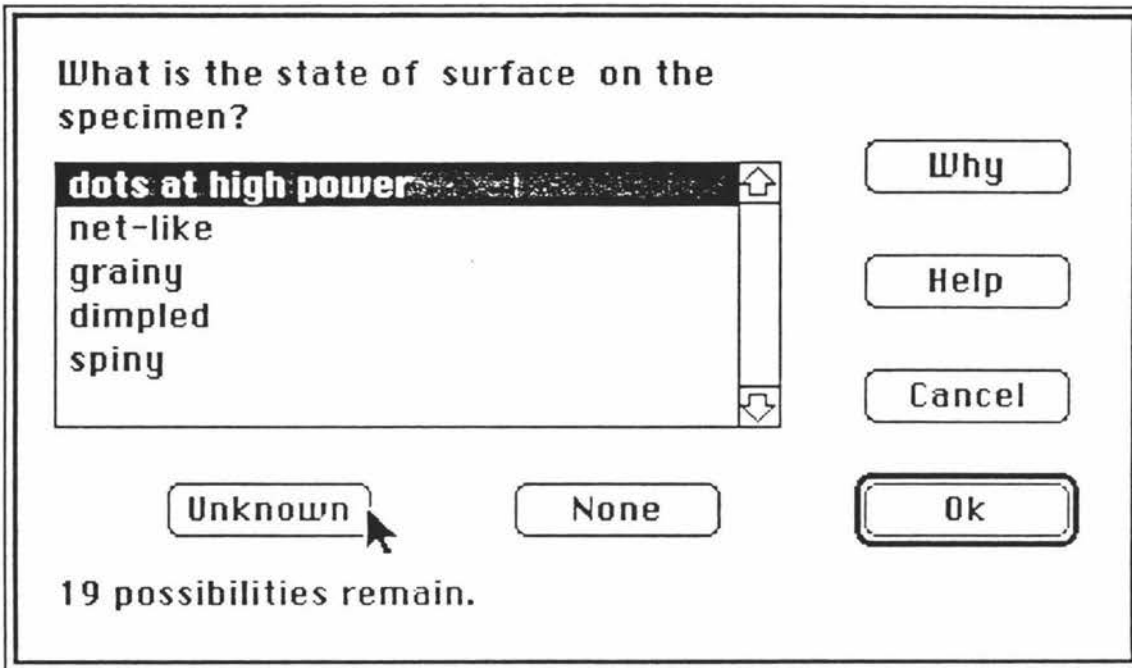 What is the state of surface on the
specimen?
dots at high power
net-like
grainy
dimpled
spiny
Why
Help
Cancel
Unknown
None
Ok
19 possibilities remain.